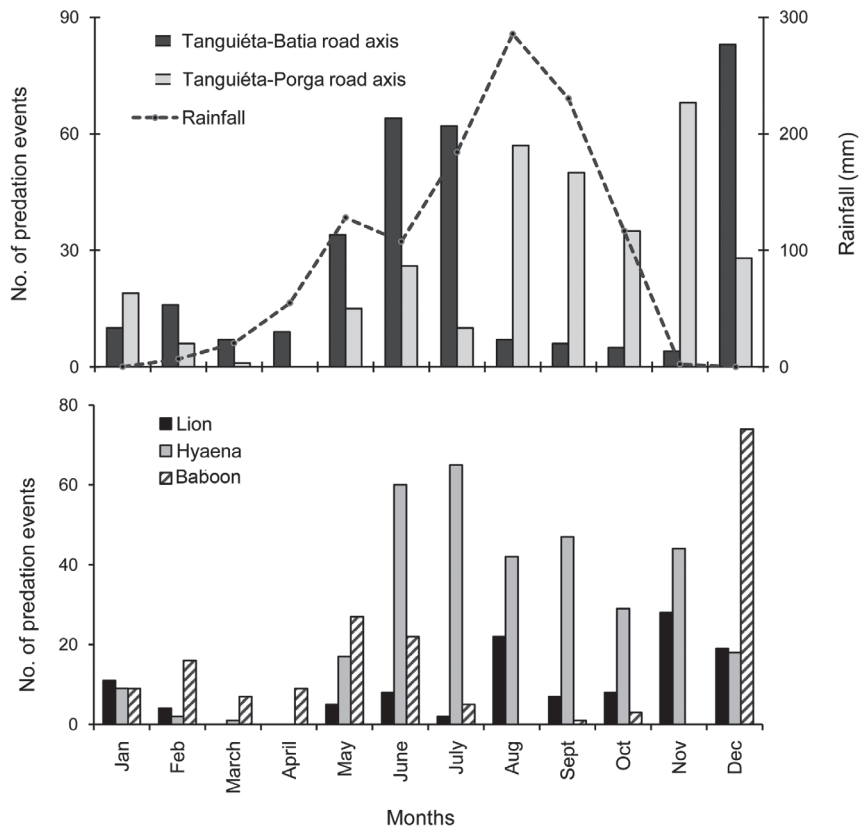 90
60
30
0
No. of predation events
Tanguiéta-Batia road axis
Tanguiéta-Porga road axis
Rainfall
300
200
100
0
Rainfall (mm)
80
60
40
20
0
No. of predation events
Lion
Hyaena
Baboon
Jan
Feb
March
April
May
June
July
Aug
Sept
Oct
Nov
Dec
Months